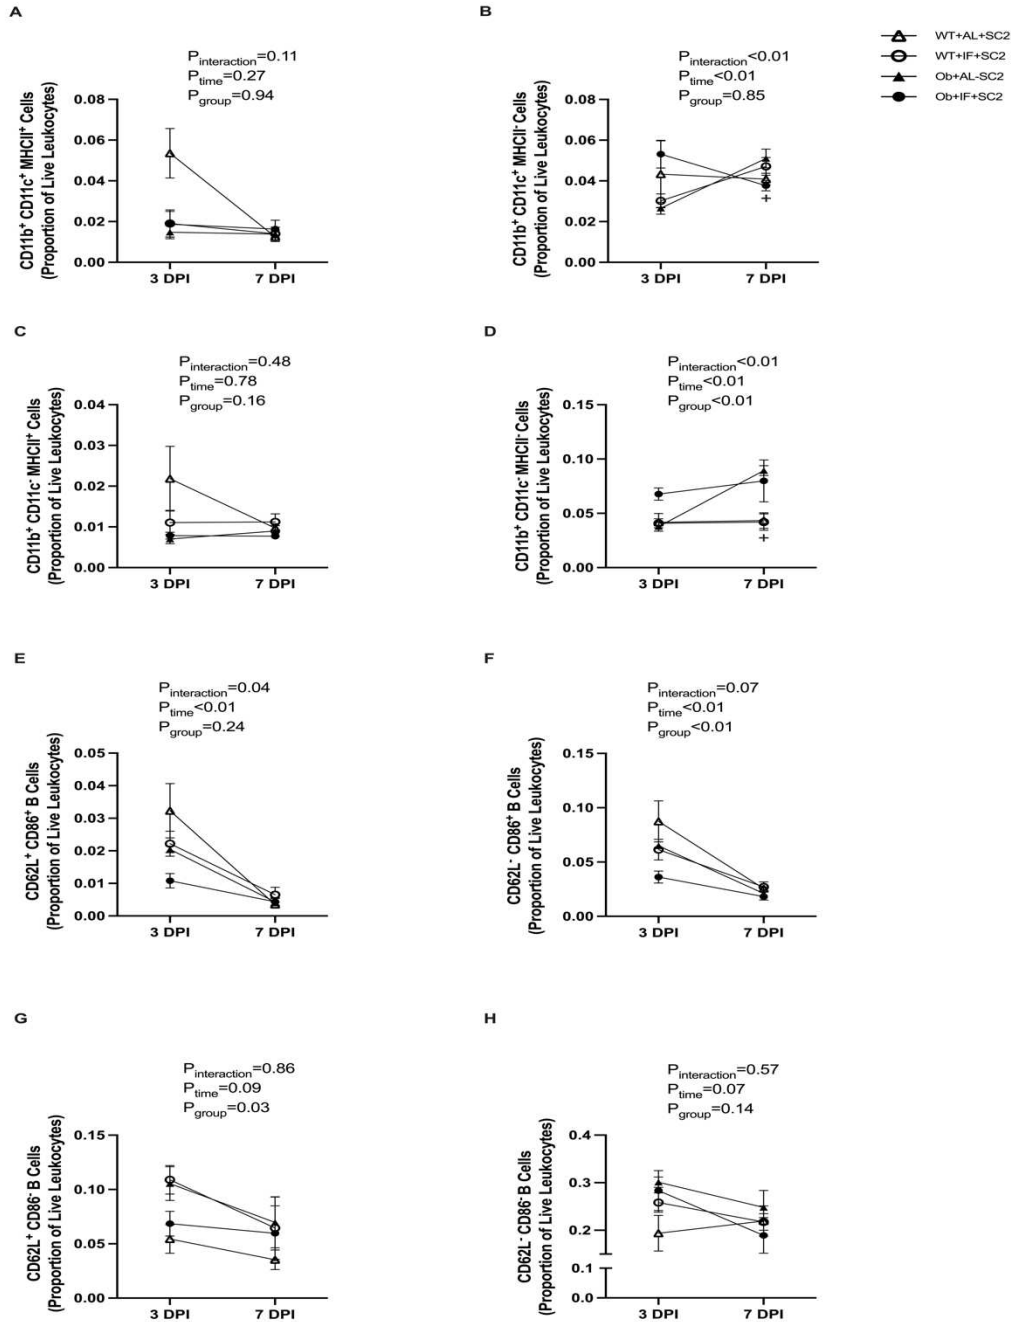 A
B
WT+AL+SC2
WT+IF+SC2
Ob+AL-SC2
Ob+IF+SC2
Pinteraction=0.11
Ptime=0.27
Pgroup=0.94
CD11b+ CD11c+ MHCII+ Cells
(Proportion of Live Leukocytes)
0.08
0.06
0.04
0.02
0.00
3 DPI 7 DPI
Pinteraction<0.01
Ptime<0.01
Pgroup=0.85
CD11b+ CD11c+ MHCII- Cells
(Proportion of Live Leukocytes)
0.08
0.06
0.04
0.02
0.00
+
3 DPI 7 DPI
C
D
Pinteraction=0.48
Ptime=0.78
Pgroup=0.16
CD11b+ CD11c- MHCII+ Cells
(Proportion of Live Leukocytes)
0.04
0.03
0.02
0.01
0.00
3 DPI 7 DPI
Pinteraction<0.01
Ptime<0.01
Pgroup<0.01
CD11b+ CD11c- MHCII- Cells
(Proportion of Live Leukocytes)
0.15
0.10
0.05
0.00
+
3 DPI 7 DPI
E
F
Pinteraction=0.04
Ptime<0.01
Pgroup=0.24
CD62L+ CD86+ B Cells
(Proportion of Live Leukocytes)
0.05
0.04
0.03
0.02
0.01
0.00
3 DPI 7 DPI
Pinteraction=0.07
Ptime<0.01
Pgroup<0.01
CD62L- CD86+ B Cells
(Proportion of Live Leukocytes)
0.15
0.10
0.05
0.00
3 DPI 7 DPI
G
H
Pinteraction=0.86
Ptime=0.09
Pgroup=0.03
CD62L+ CD86- B Cells
(Proportion of Live Leukocytes)
0.15
0.10
0.05
0.00
3 DPI 7 DPI
Pinteraction=0.57
Ptime=0.07
Pgroup=0.14
CD62L- CD86- B Cells
(Proportion of Live Leukocytes)
0.4
0.3
0.2
0.1
0.0
3 DPI 7 DPI